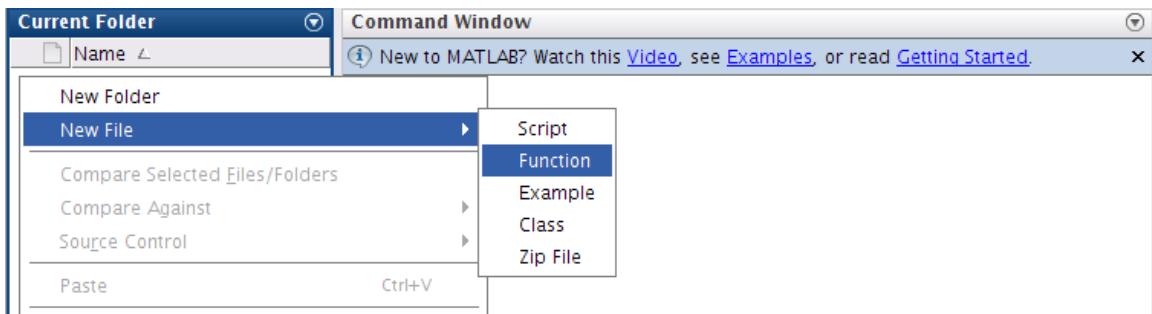 Current Folder
Command Window
Name
New to MATLAB? Watch this Video, see Examples, or read Getting Started.
New Folder
New File
Script
Function
Example
Class
Zip File
Compare Selected Files/Folders
Compare Against
Source Control
Paste Ctrl+V